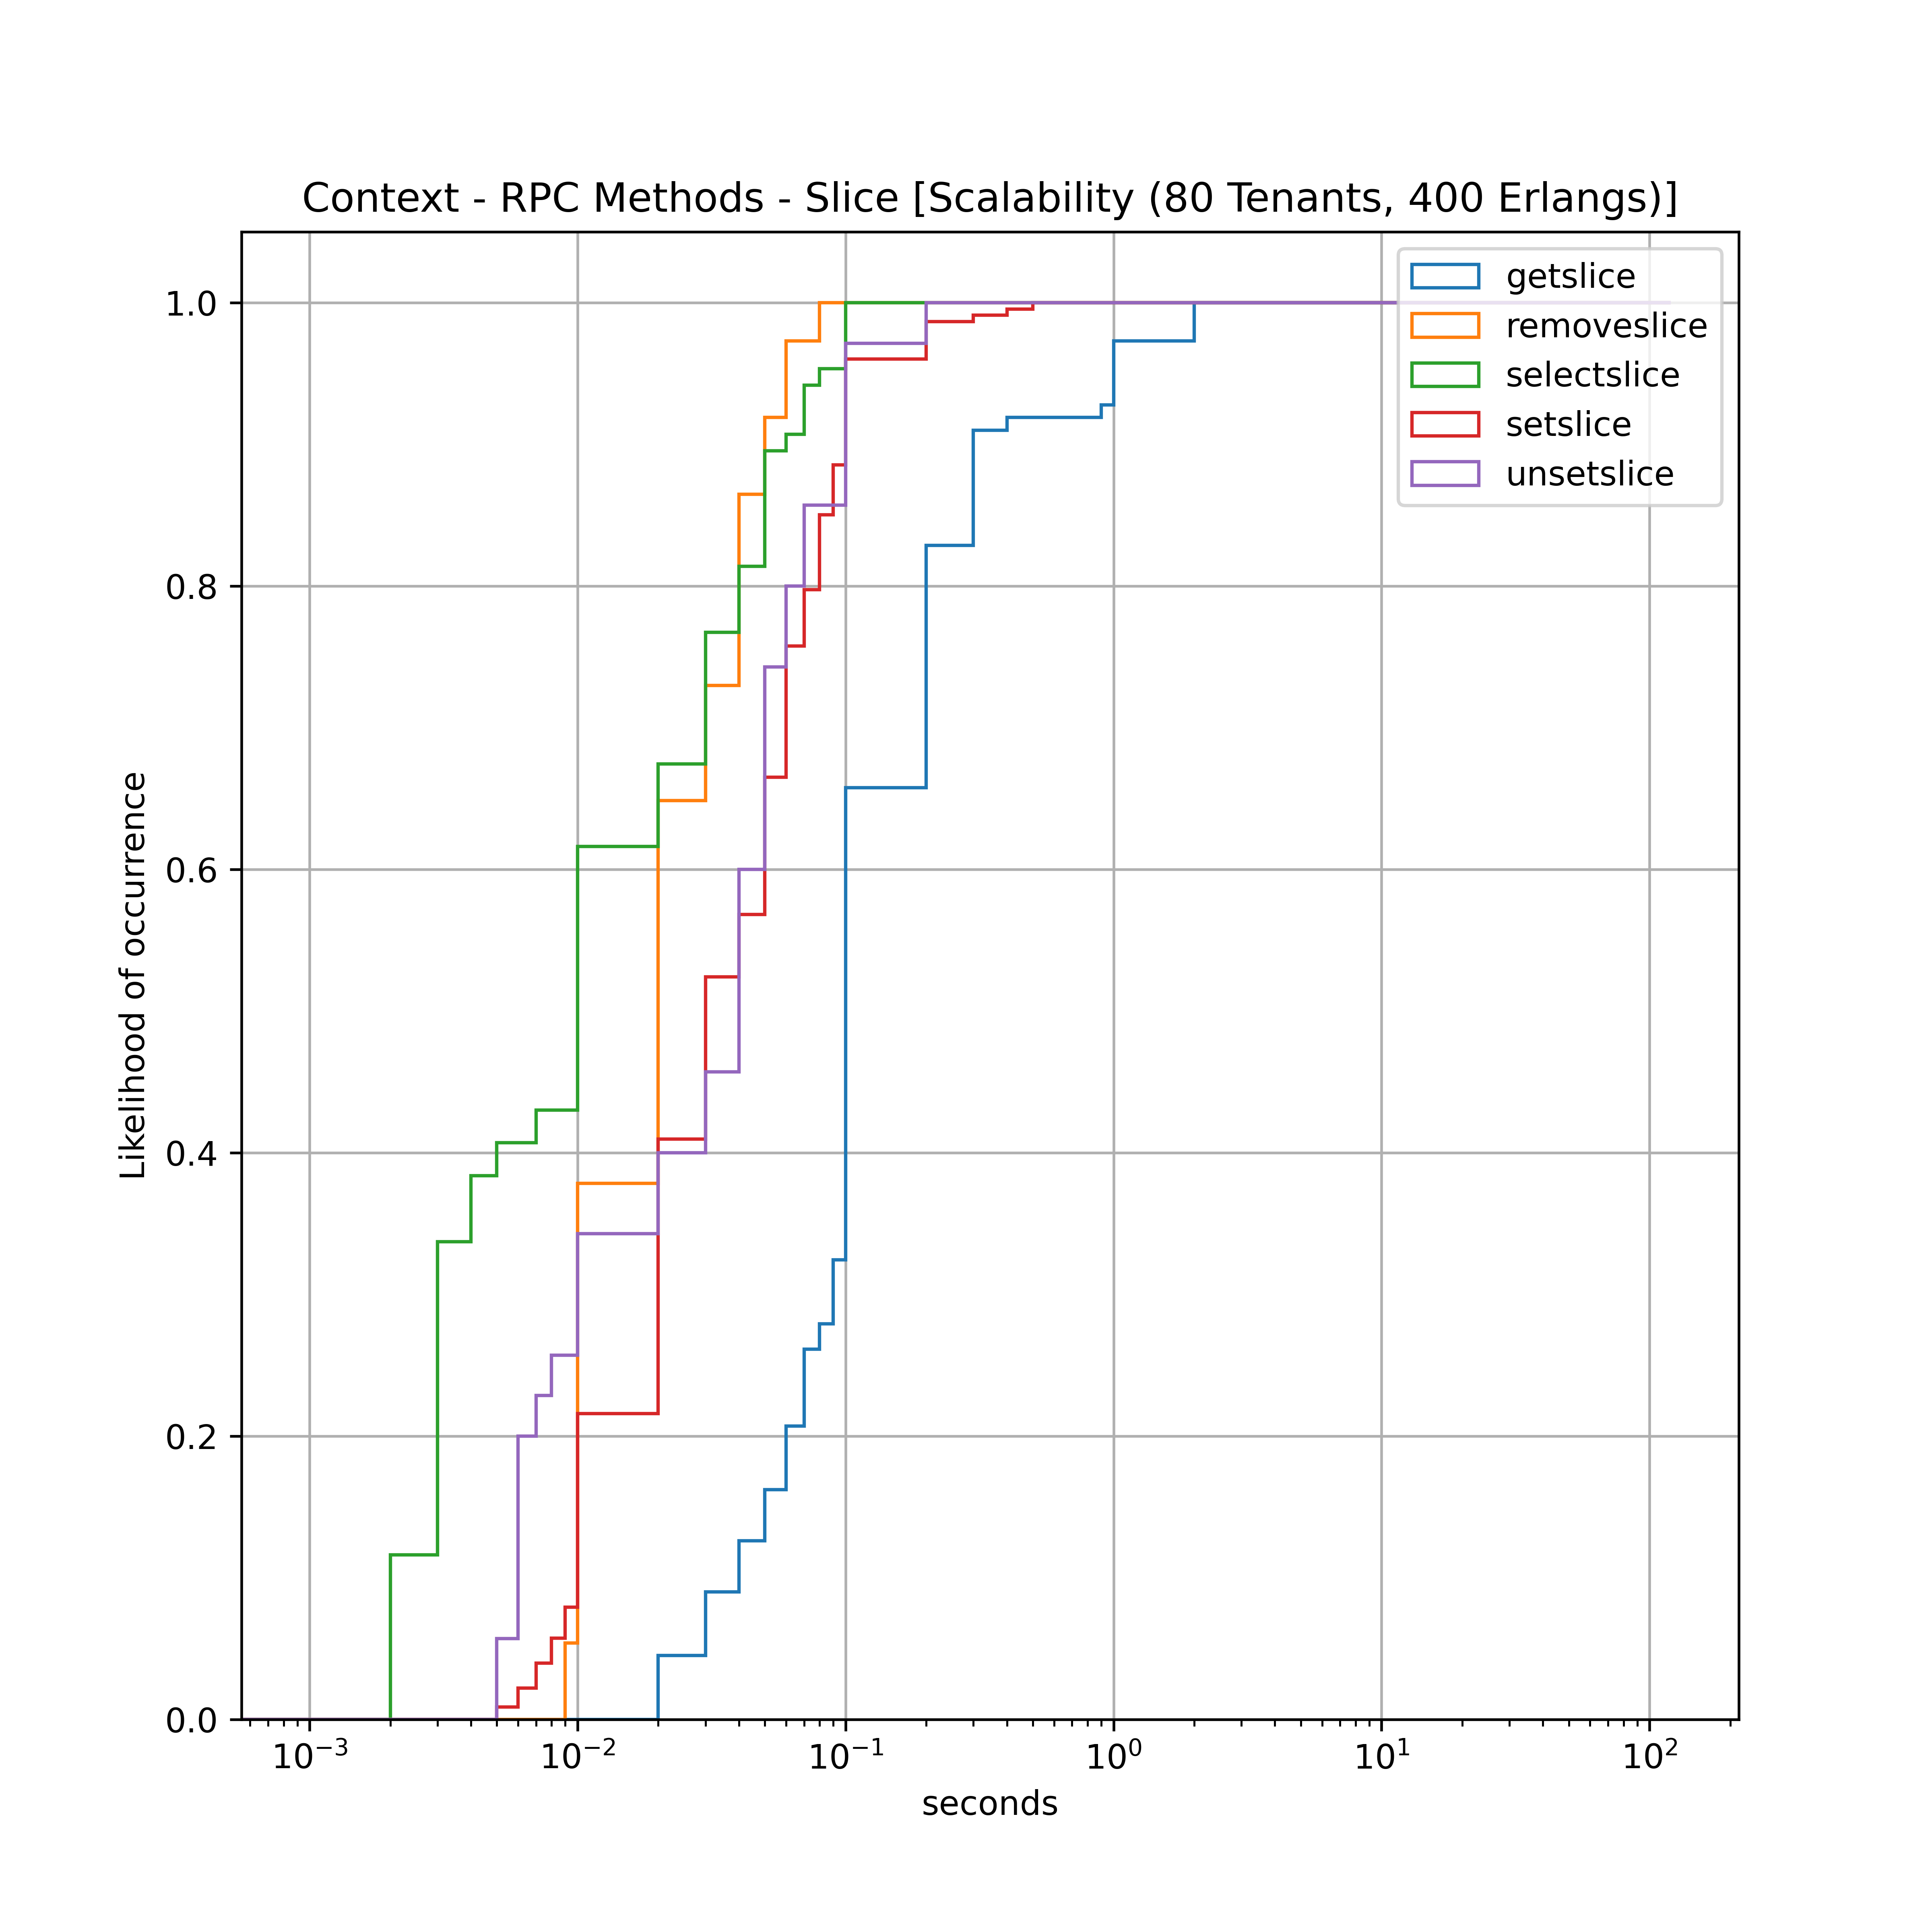 Context - RPC Methods - Slice [Scalability (80 Tenants, 400 Erlangs)]
getslice
removeslice
selectslice
setslice
unsetslice
Likelihood of occurrence
1.0
0.8
0.6
0.4
0.2
0.0
10⁻³ 10⁻² 10⁻¹ 10⁰ 10¹ 10²
seconds